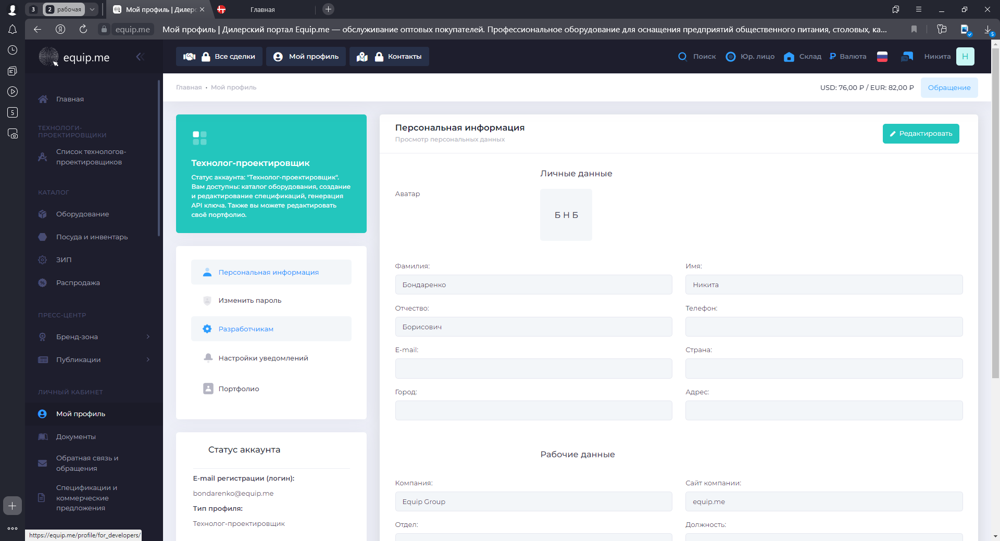 3
2
рабочая
Мой профиль | Дилерс
Главная
equip.me
Мой профиль | Дилерский портал Equip.me — обслуживание оптовых покупателей. Профессиональное оборудование для оснащения предприятий общественного питания, столовых, ка...
5
5
equip.me
Все сделки
Мой профиль
Контакты
Поиск
Юр. лицо
Склад
Валюта
Никита
Н
Главная • Мой профиль
USD: 76,00 Р / EUR: 82,00 Р
Обращение
Главная
ТЕХНОЛОГИ-
ПРОЕКТИРОВЩИКИ
Список технологов-
проектировщиков
КАТАЛОГ
Оборудование
Посуда и инвентарь
ЗИП
Распродажа
ПРЕСС-ЦЕНТР
Бренд-зона
Публикации
ЛИЧНЫЙ КАБИНЕТ
Мой профиль
Документы
Обратная связь и
обращения
Спецификации и
коммерческие
предложения
https://equip.me/profile/for_developers/
Технолог-проектировщик
Статус аккаунта: "Технолог-проектировщик".
Вам доступны: каталог оборудования, создание
и редактирование спецификаций, генерация
API ключа. Также вы можете редактировать
своё портфолио.
Персональная информация
Изменить пароль
Разработчикам
Настройки уведомлений
Портфолио
Статус аккаунта
E-mail регистрации (логин):
bondarenko@equip.me
Тип профиля:
Технолог-проектировщик
Персональная информация
Просмотр персональных данных
Редактировать
Личные данные
Аватар
Б Н Б
Фамилия:
Бондаренко
Имя:
Никита
Отчество:
Борисович
Телефон:
E-mail:
Страна:
Город:
Адрес:
Рабочие данные
Компания:
Equip Group
Сайт компании:
equip.me
Отдел:
Должность: